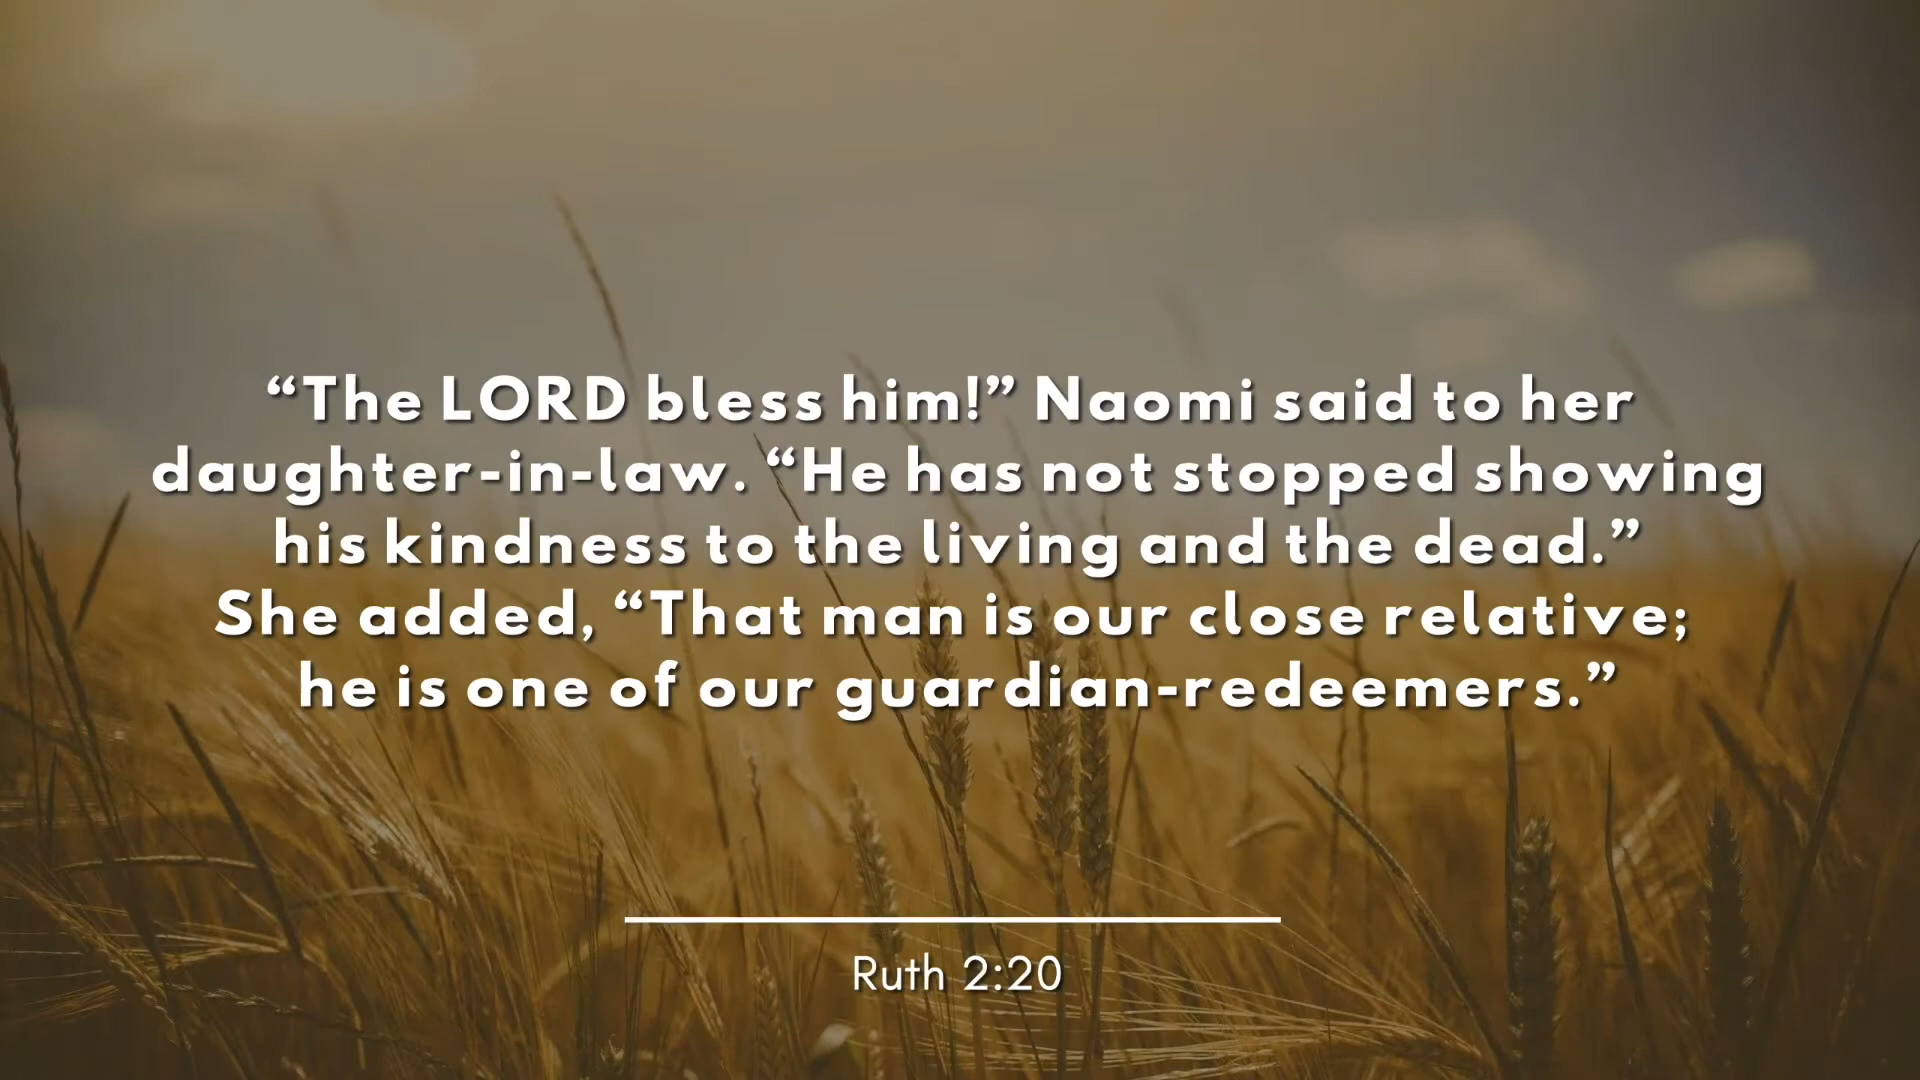 “The LORD bless him!” Naomi said to her
daughter-in-law. “He has not stopped showing
his kindness to the living and the dead.”
She added, “That man is our close relative;
he is one of our guardian-redeemers.”
Ruth 2:20